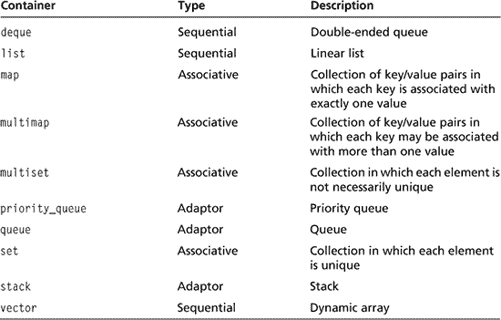 Container Type Description
deque Sequential Double-ended queue
list Sequential Linear list
map Associative Collection of key/value pairs in
which each key is associated with
exactly one value
multimap Associative Collection of key/value pairs in
which each key may be associated
with more than one value
multiset Associative Collection in which each element is
not necessarily unique
priority_queue Adaptor Priority queue
queue Adaptor Queue
set Associative Collection in which each element
is unique
stack Adaptor Stack
vector Sequential Dynamic array